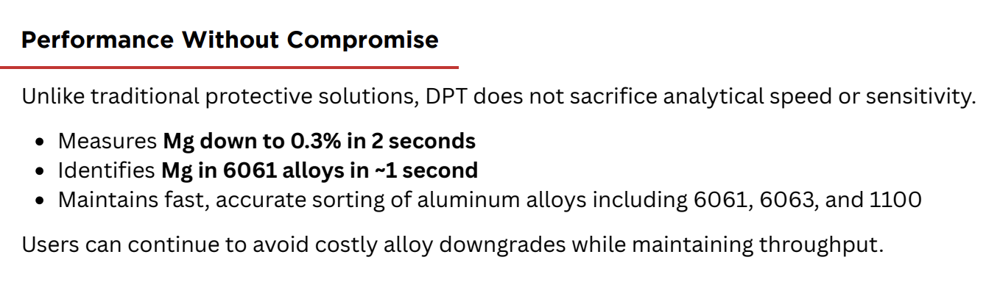 Performance Without Compromise
Unlike traditional protective solutions, DPT does not sacrifice analytical speed or sensitivity.
• Measures Mg down to 0.3% in 2 seconds
• Identifies Mg in 6061 alloys in ~1 second
• Maintains fast, accurate sorting of aluminum alloys including 6061, 6063, and 1100
Users can continue to avoid costly alloy downgrades while maintaining throughput.